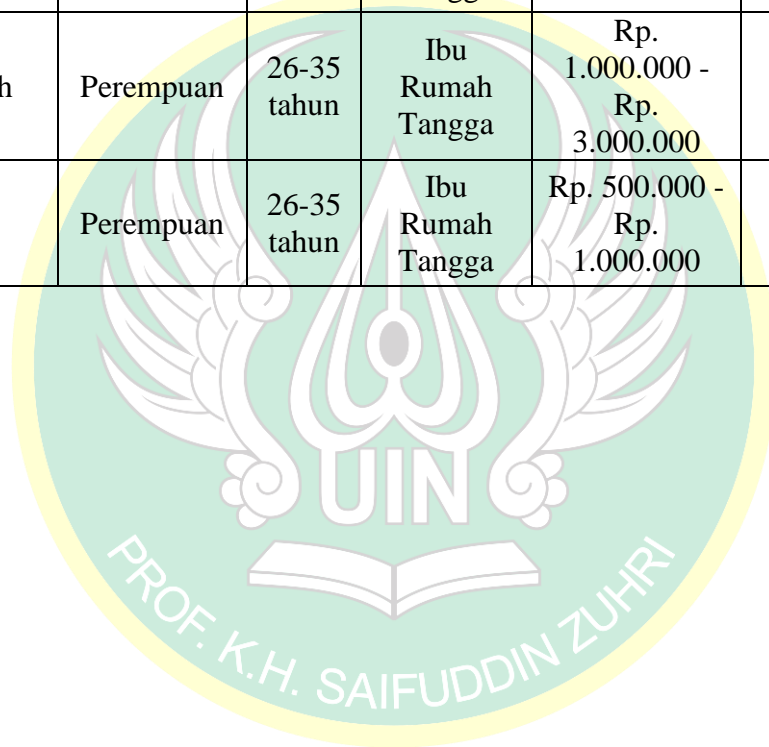 h
Perempuan
26-35
tahun
Ibu
Rumah
Tangga
Rp.
1.000.000 -
Rp.
3.000.000
Perempuan
26-35
tahun
Ibu
Rumah
Tangga
Rp. 500.000 -
Rp.
1.000.000
UIN
PROF. K.H. SAIFUDDIN ZUHRI